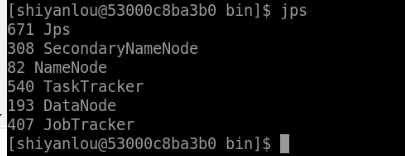 [shiyanlou@53000c8ba3b0 bin]$ jps
671 Jps
308 SecondaryNameNode
82 NameNode
540 TaskTracker
193 DataNode
407 JobTracker
[shiyanlou@53000c8ba3b0 bin]$